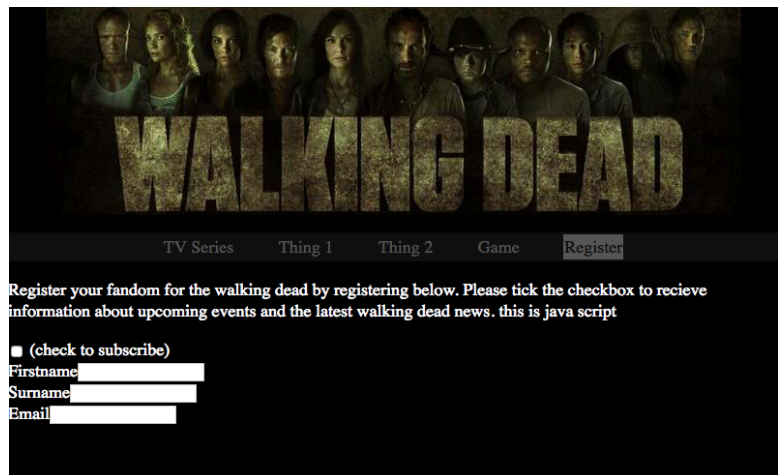 WALKING DEAD
TV Series Thing 1 Thing 2 Game Register
Register your fandom for the walking dead by registering below. Please tick the checkbox to recieve
information about upcoming events and the latest walking dead news. this is java script
(check to subscribe)
Firstname
Surname
Email